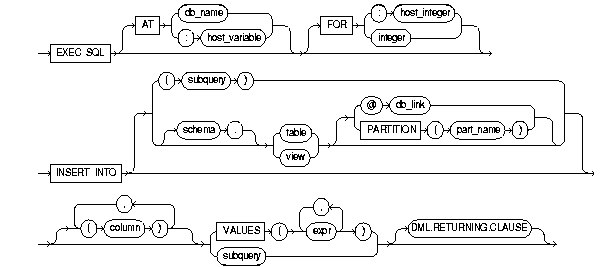 db_name
AT
FOR
: host_integer
: host_variable
integer
EXEC SQL
( subquery )
@ db_link
schema . table
PARTITION ( part_name )
view
INSERT INTO
, ,
( column ) VALUES ( expr ) DML.RETURNING.CLAUSE
subquery